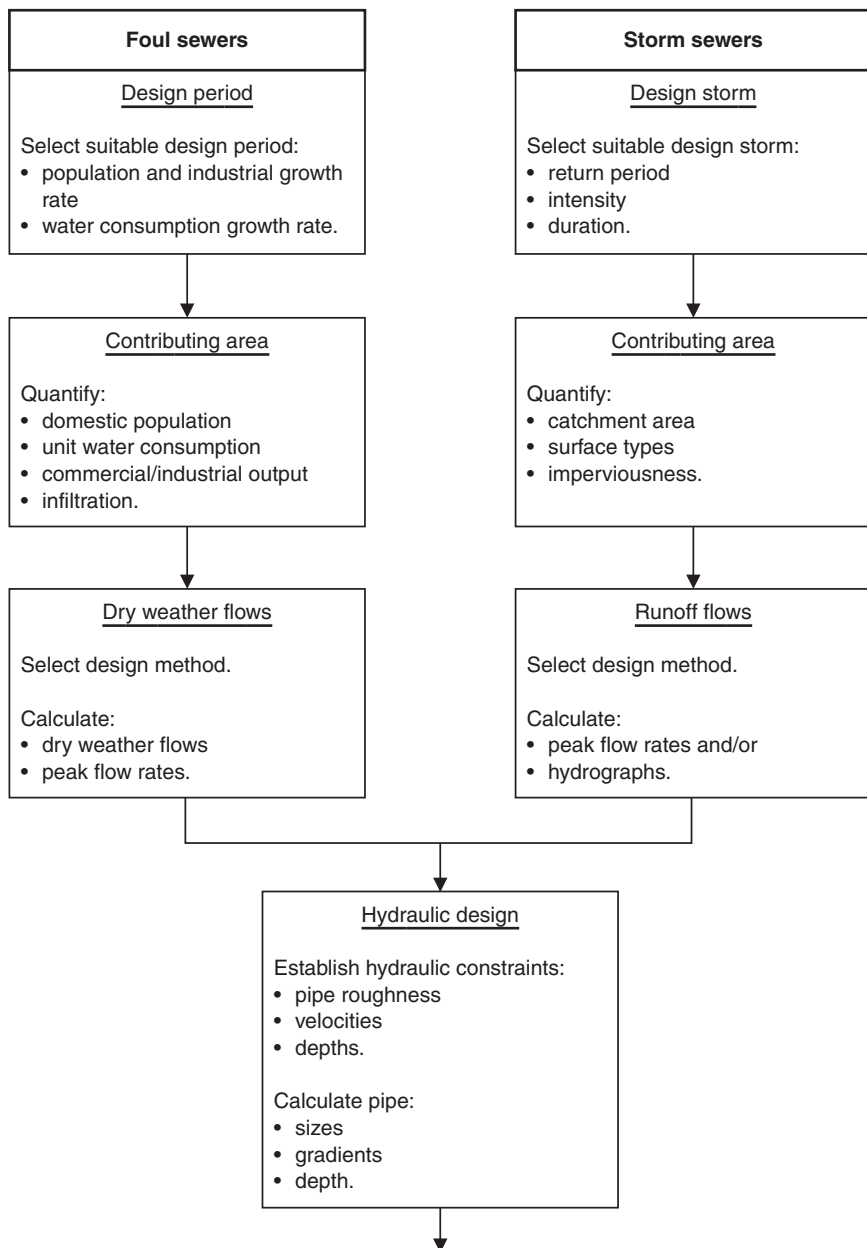 Foul sewers
Design period
Select suitable design period:
• population and industrial growth
rate
• water consumption growth rate.
Contributing area
Quantify:
• domestic population
• unit water consumption
• commercial/industrial output
• infiltration.
Dry weather flows
Select design method.
Calculate:
• dry weather flows
• peak flow rates.
Storm sewers
Design storm
Select suitable design storm:
• return period
• intensity
• duration.
Contributing area
Quantify:
• catchment area
• surface types
• imperviousness.
Runoff flows
Select design method.
Calculate:
• peak flow rates and/or
• hydrographs.
Hydraulic design
Establish hydraulic constraints:
• pipe roughness
• velocities
• depths.
Calculate pipe:
• sizes
• gradients
• depth.